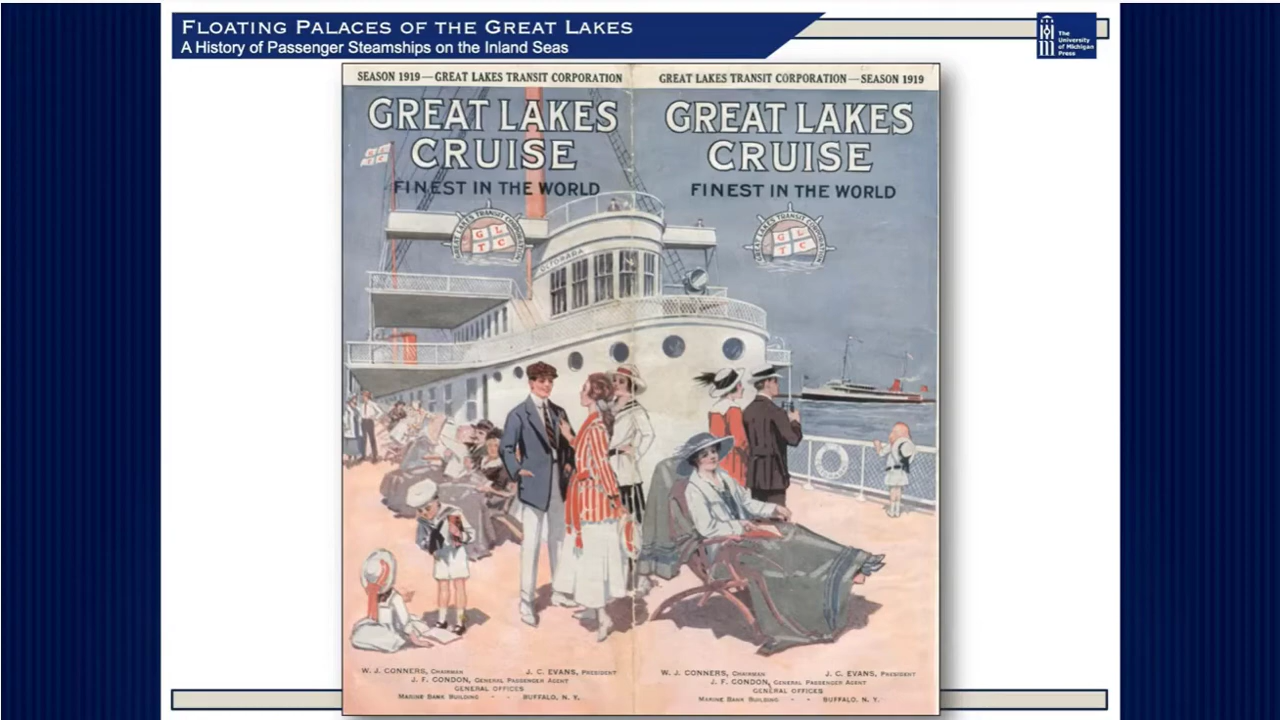 FLOATING PALACES OF THE GREAT LAKES
A History of Passenger Steamships on the Inland Seas
The
University
of Michigan
Press
SEASON 1919—GREAT LAKES TRANSIT CORPORATION
GREAT LAKES
CRUISE
FINEST IN THE WORLD
GREAT LAKES TRANSIT CORPORATION
G L
T C
OCTORARA
W. J. CONNERS, CHAIRMAN
J. C. EVANS, PRESIDENT
J. F. CONDON, GENERAL PASSENGER AGENT
GENERAL OFFICES
MARINE BANK BUILDING - - BUFFALO, N. Y.
GREAT LAKES TRANSIT CORPORATION—SEASON 1919
GREAT LAKES
CRUISE
FINEST IN THE WORLD
GREAT LAKES TRANSIT CORPORATION
G L
T C
W. J. CONNERS, CHAIRMAN
J. C. EVANS, PRESIDENT
J. F. CONDON, GENERAL PASSENGER AGENT
GENERAL OFFICES
MARINE BANK BUILDING - - BUFFALO, N. Y.